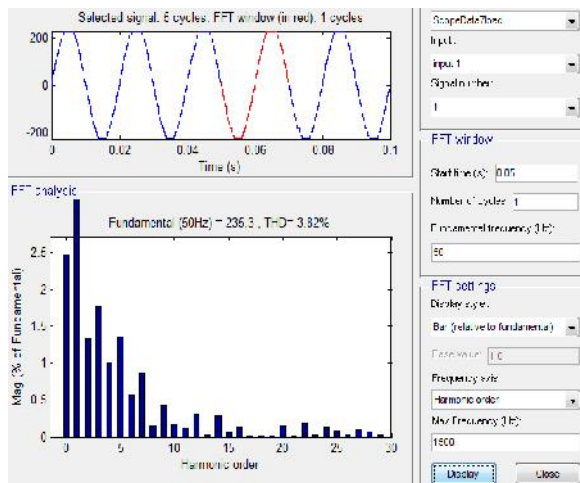 Selected signal: 5 cycles. FFT window (in red): 1 cycles
200
0
-200
0
0.02
0.04
0.06
0.08
0.1
Time (s)
FFT analysis
Fundamental (50Hz) = 235.3 , THD= 3.82%
2.5
2
1.5
1
0.5
0
0
5
10
15
20
25
30
Mag (% of Fundamental)
Harmonic order
Input:
input 1
Signal number:
1
FFT window
Start time (s): 0.05
Number of cycles: 1
Fundamental frequency (Hz):
50
FFT settings
Display style:
Bar (relative to fundamental)
Base value: 1.0
Frequency axis:
Harmonic order
Max Frequency (Hz):
1500
Display
Close